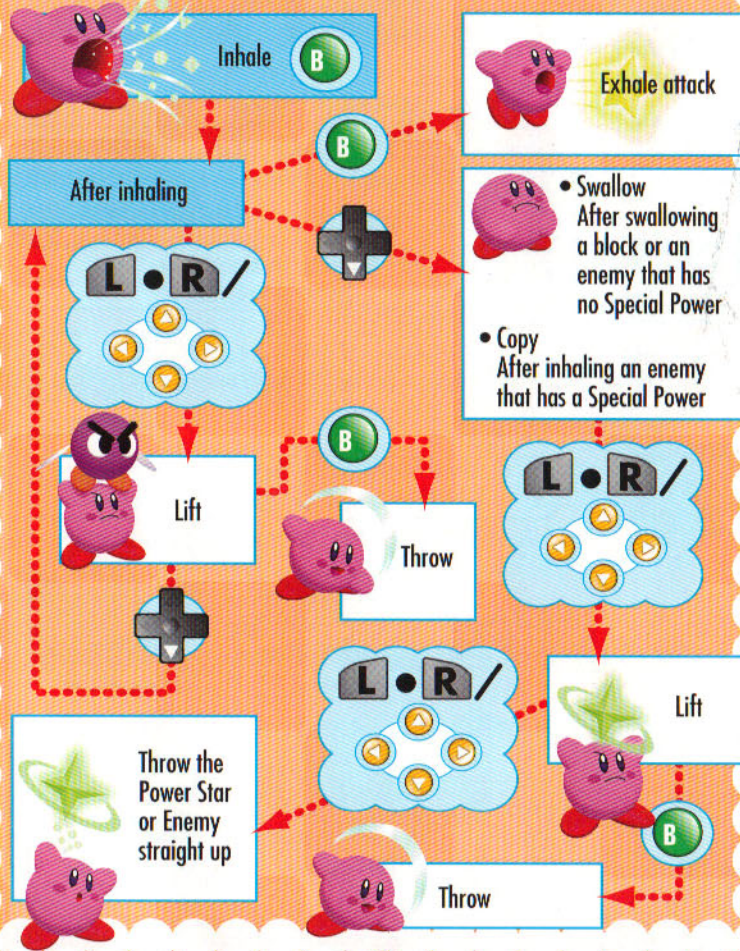 Inhale B
Exhale attack
B
After inhaling
• Swallow
After swallowing
a block or an
enemy that has
no Special Power
• Copy
After inhaling an enemy
that has a Special Power
L • R /
B
L • R /
Lift
Throw
L • R /
Lift
Throw the
Power Star
or Enemy
straight up
B
Throw